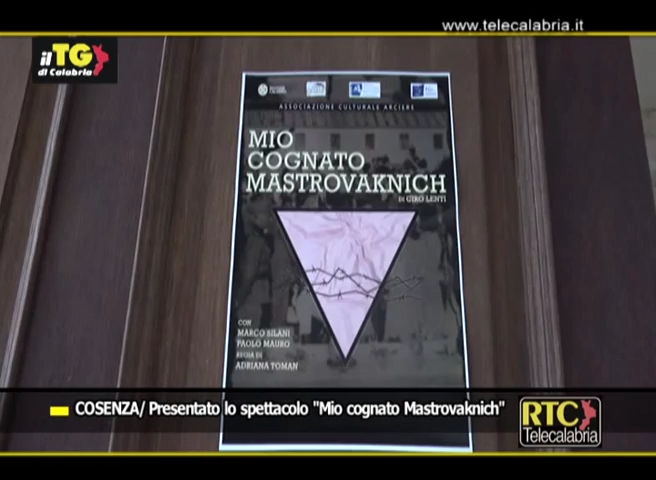 www.telecalabria.it
il TG
di Calabria
ASSOCIAZIONE CULTURALE ARCIERE
MIO
COGNATO
MASTROVAKNICH
DI CIRO LENTI
CON
MARCO SILANI
PAOLO MAURO
REGIA DI
ADRIANA TOMAN
COSENZA/ Presentato lo spettacolo "Mio cognato Mastrovaknich"
RTC
Telecalabria